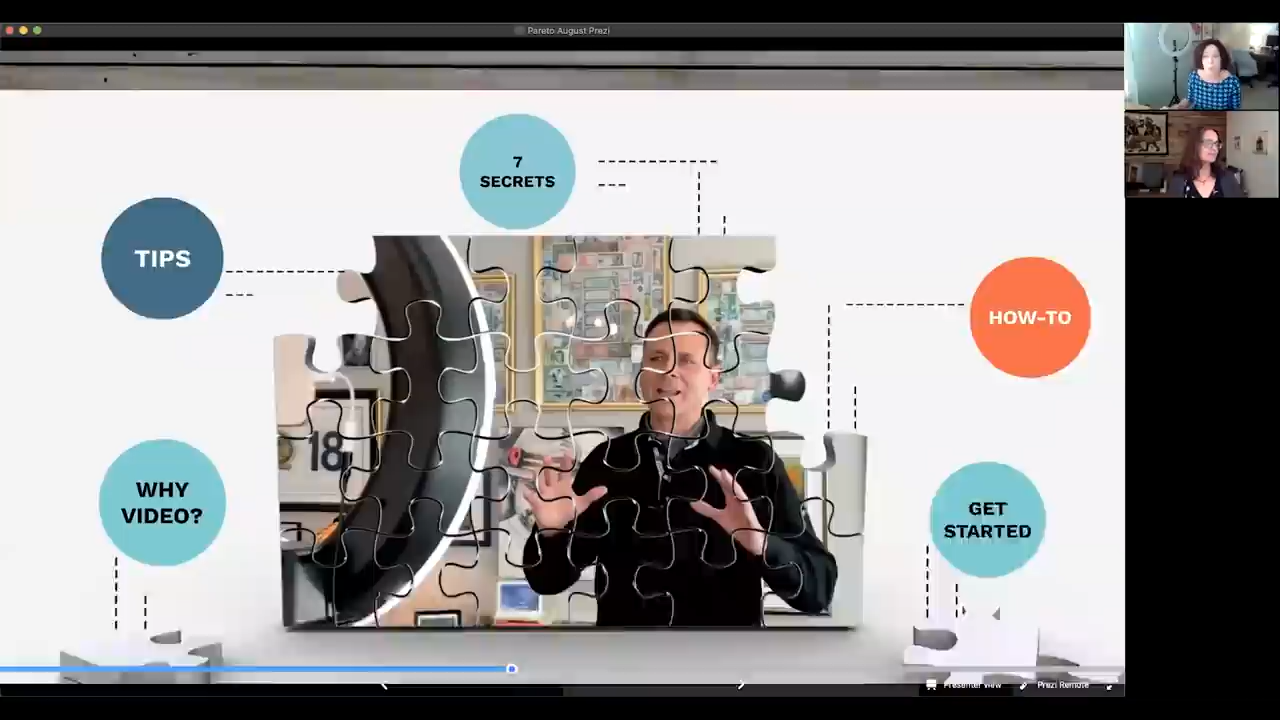 Pareto August Prezi
7
SECRETS
TIPS
HOW-TO
18
WHY
VIDEO?
GET
STARTED
Presenter View
Prezi Remote